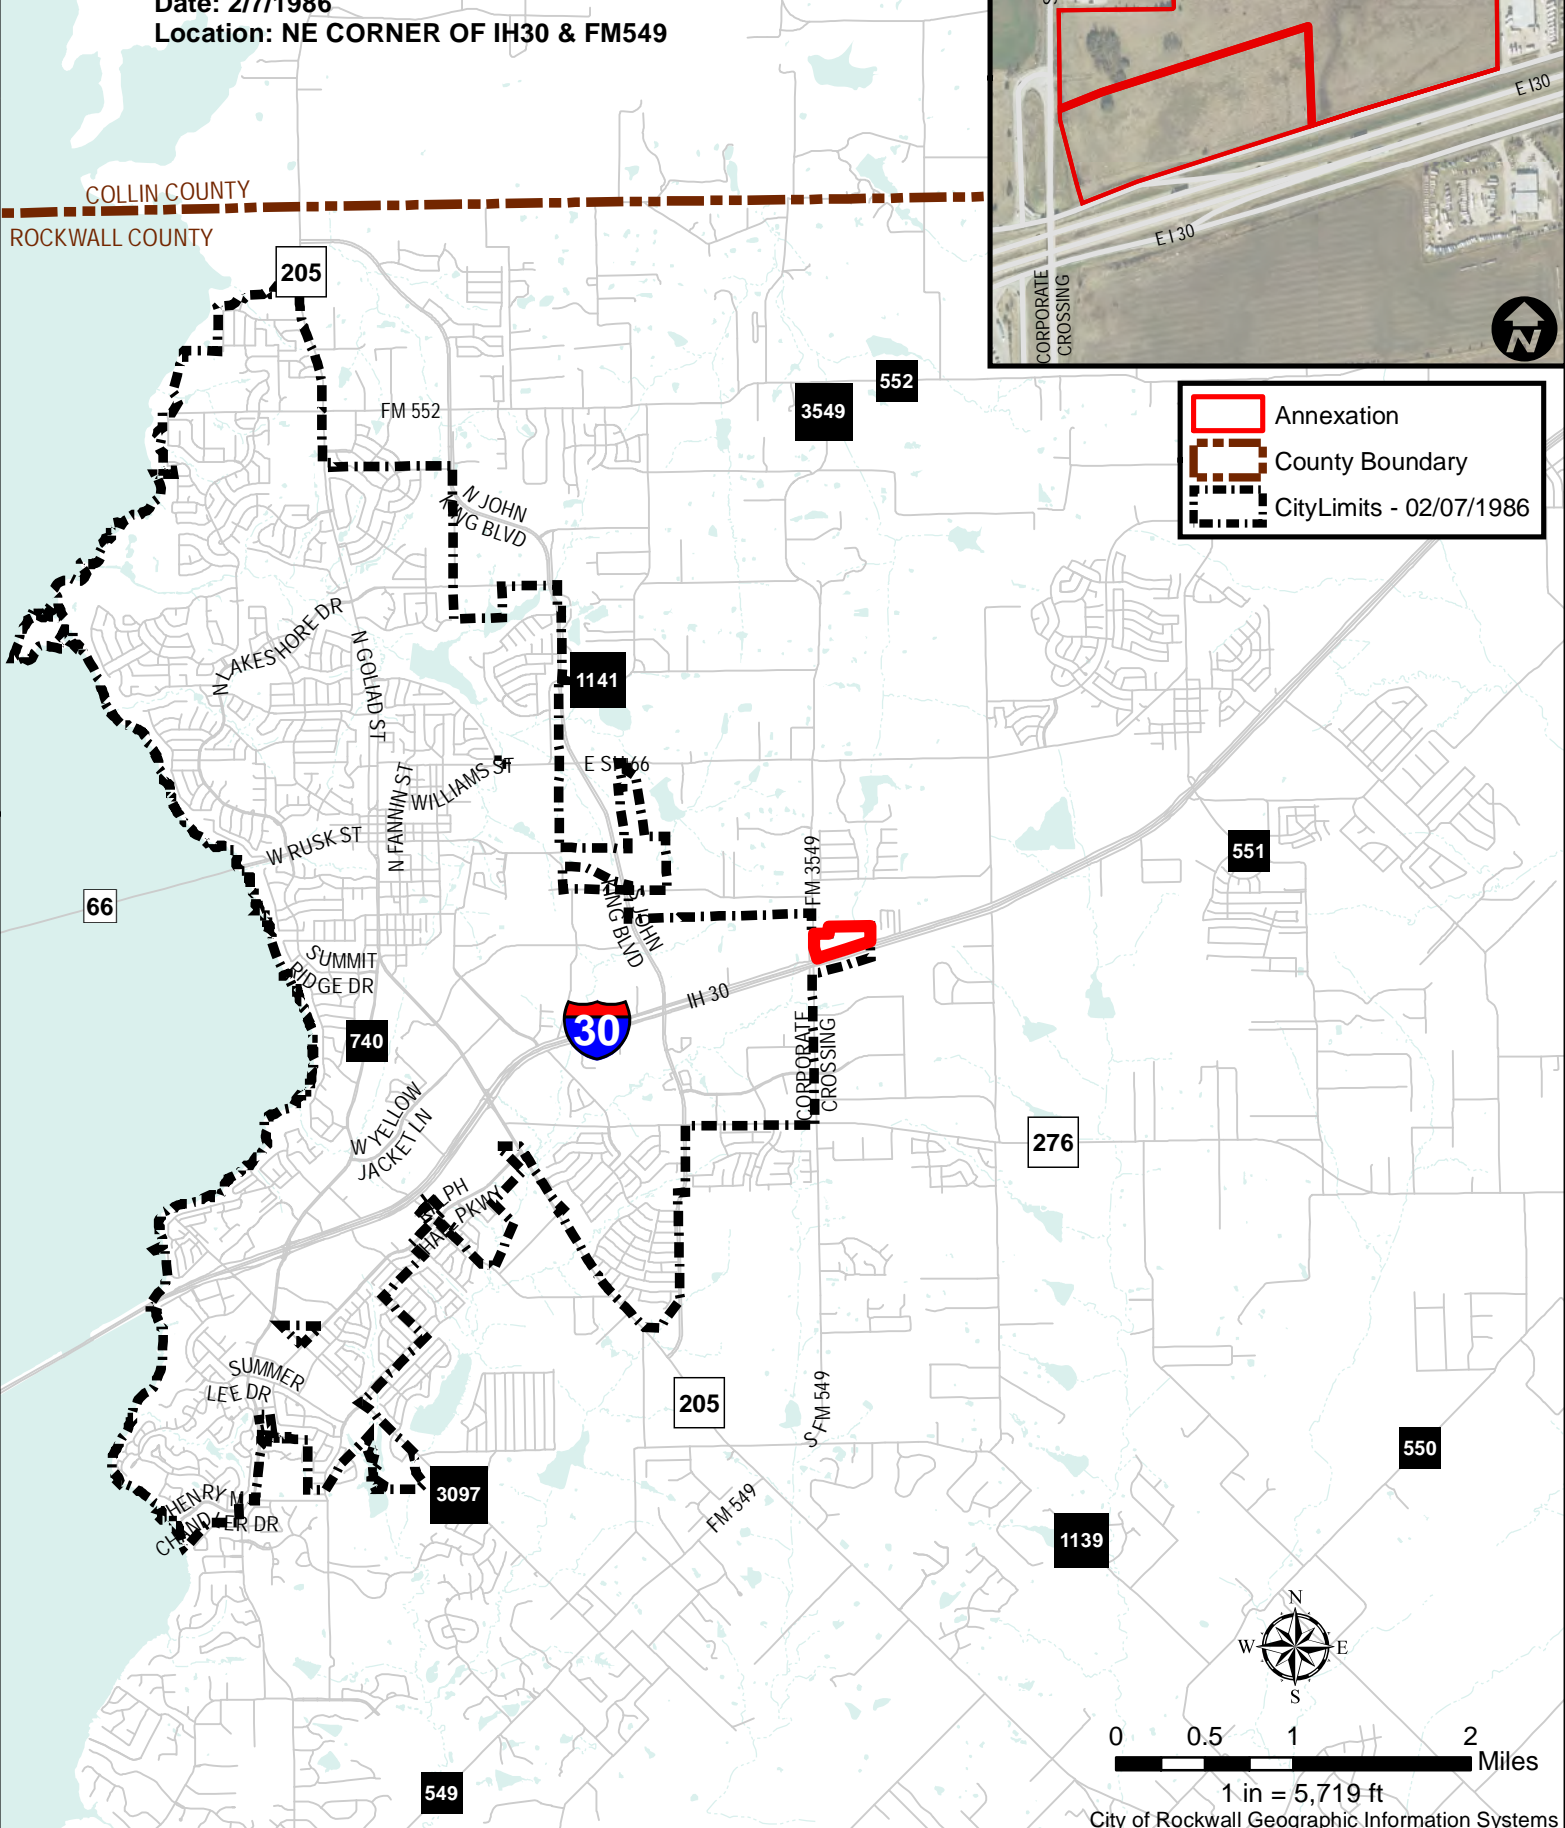 Date: 2/7/1986
Location: NE CORNER OF IH30 & FM549
E I30
E I 30
CORPORATE
CROSSING
COLLIN COUNTY
ROCKWALL COUNTY
205
552
3549
FM 552
Annexation
County Boundary
CityLimits - 02/07/1986
N JOHN
KING BLVD
N LAKESHORE DR
N GOLIAD ST
1141
E SH 66
N FANNIN ST
WILLIAMS ST
W RUSK ST
FM 3549
551
66
S JOHN
KING BLVD
SUMMIT
RIDGE DR
IH 30
30
740
CORPORATE
CROSSING
W YELLOW
JACKET LN
276
RALPH
HALL PKWY
SUMMER
LEE DR
205
S FM 549
550
3097
HENRY M
CHANDLER DR
FM 549
1139
N
W
E
S
0 0.5 1 2
Miles
1 in = 5,719 ft
549
City of Rockwall Geographic Information Systems
N